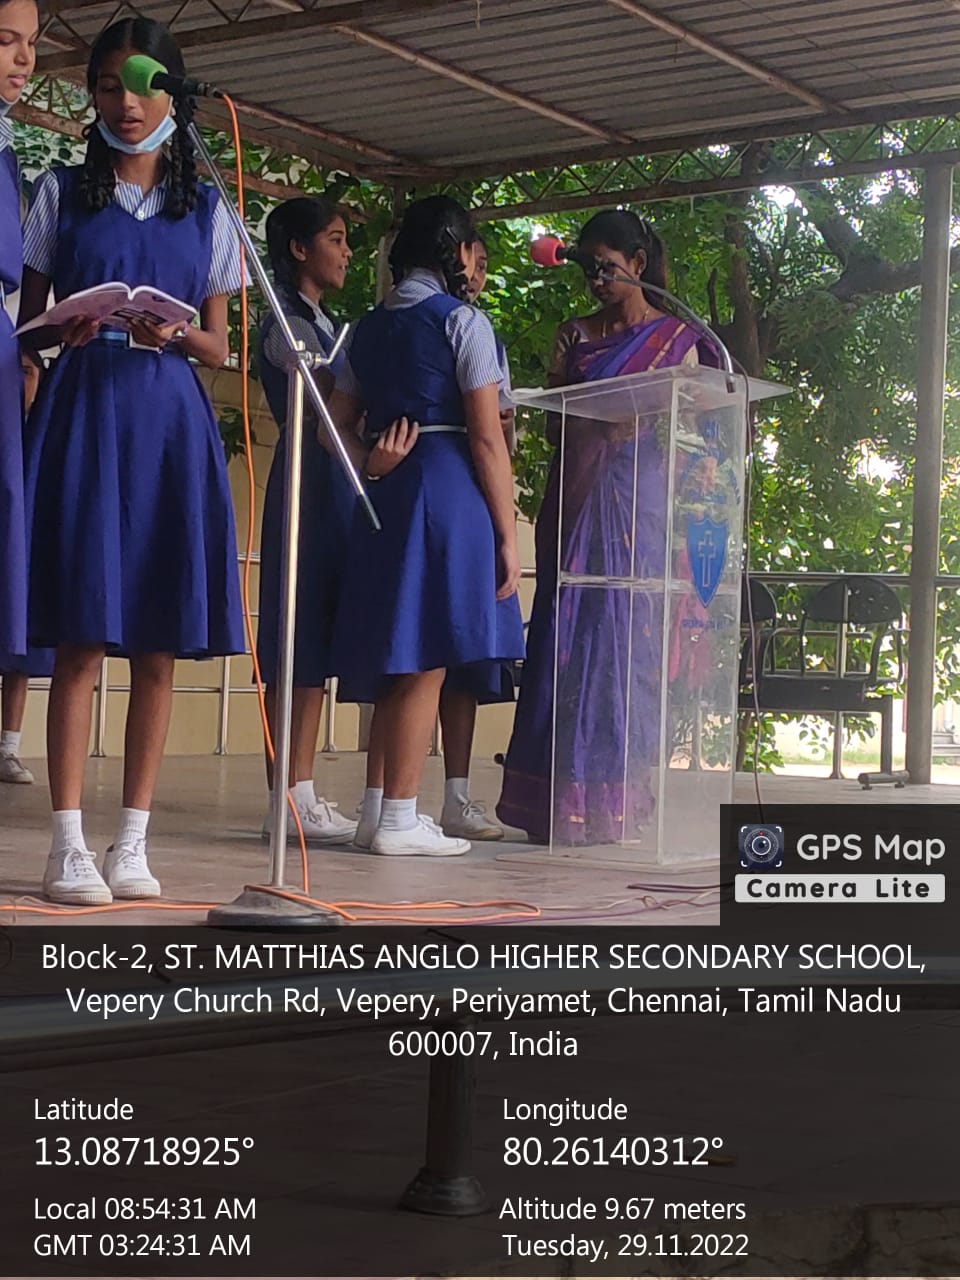 GPS Map
Camera Lite
Block-2, ST. MATTHIAS ANGLO HIGHER SECONDARY SCHOOL,
Vepery Church Rd, Vepery, Periyamet, Chennai, Tamil Nadu
600007, India
Latitude
13.08718925°
Longitude
80.26140312°
Local 08:54:31 AM
GMT 03:24:31 AM
Altitude 9.67 meters
Tuesday, 29.11.2022